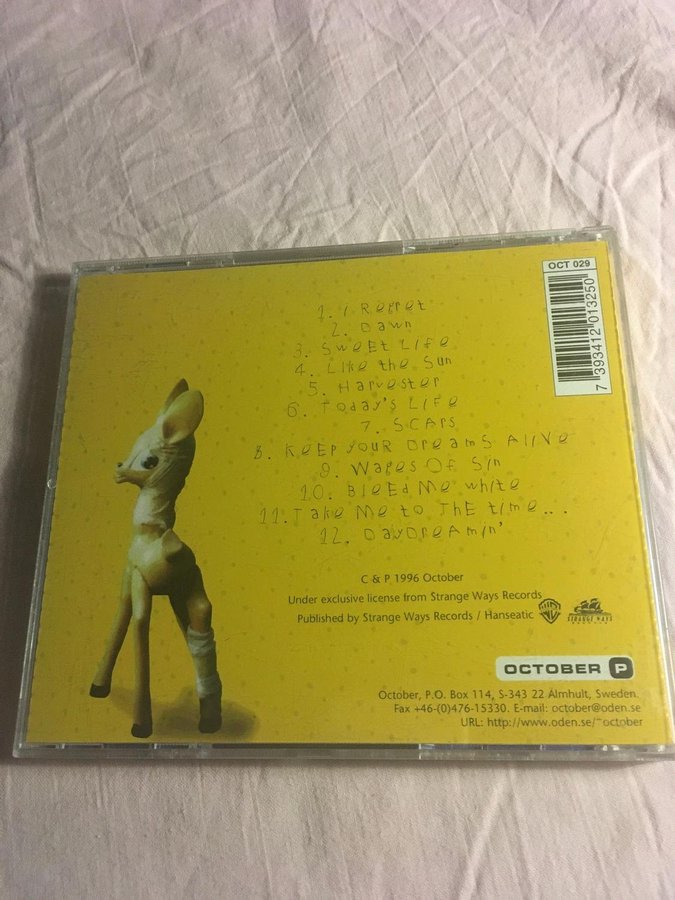 OCT 029
7 393412 013250
1. I Regret
2. Dawn
3. SWEEt LIFE
4. LIKE the Sun
5. Harvester
6. Today's LIFE
7. SCArs
8. KEEP YOUR DreamS AlIVe
9. Wages OF Sin
10. BleEd Me white
11. Take Me to The time...
12. DayDreamin'
C & P 1996 October
Under exclusive license from Strange Ways Records
Published by Strange Ways Records / Hanseatic
STRANGE WAYS
OCTOBER P
October, P.O. Box 114, S-343 22 Älmhult, Sweden.
Fax +46-(0)476-15330. E-mail: october@oden.se
URL: http://www.oden.se/~october